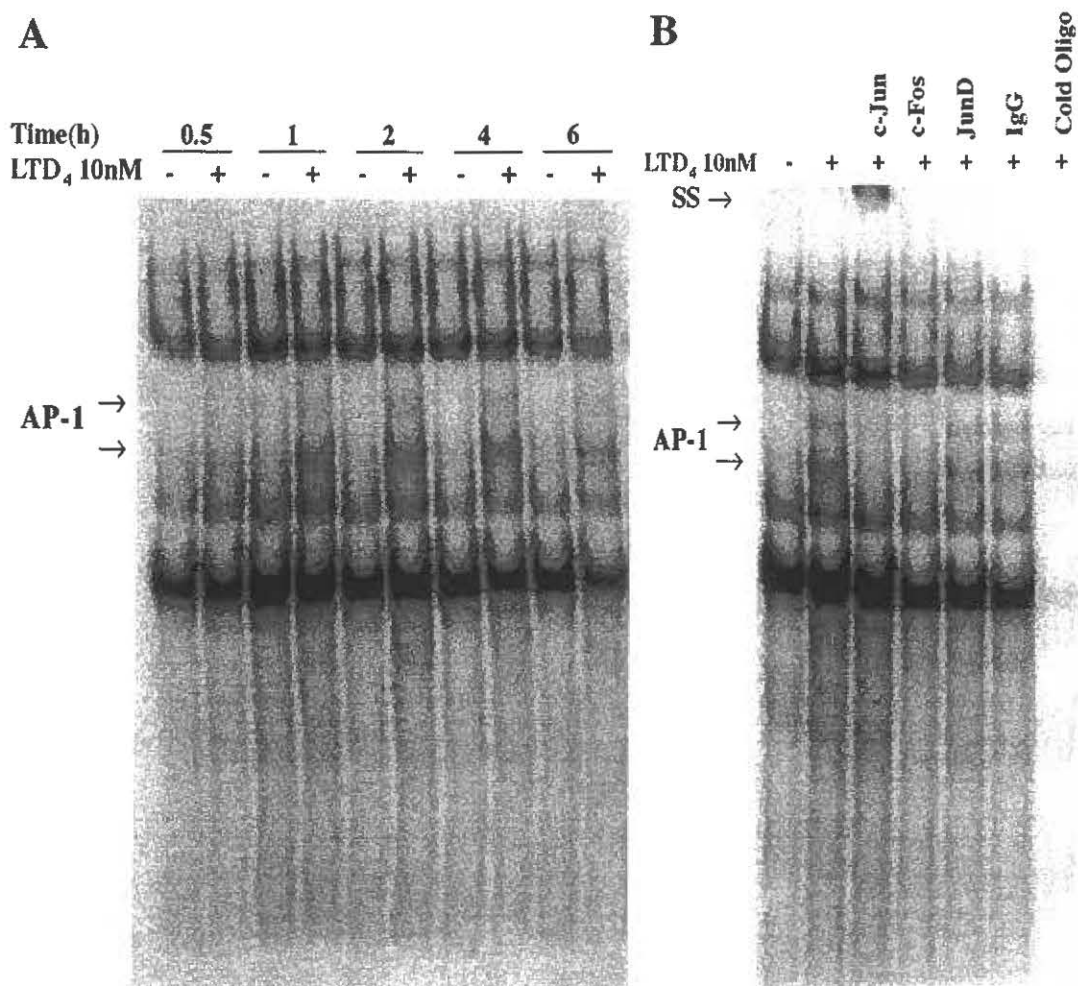 A
Time(h) 0.5 1 2 4 6
LTD₄ 10nM - + - + - + - + - +
AP-1 →
→
B
c-Jun c-Fos JunD IgG Cold Oligo
LTD₄ 10nM - + + + + + +
SS →
AP-1 →
→